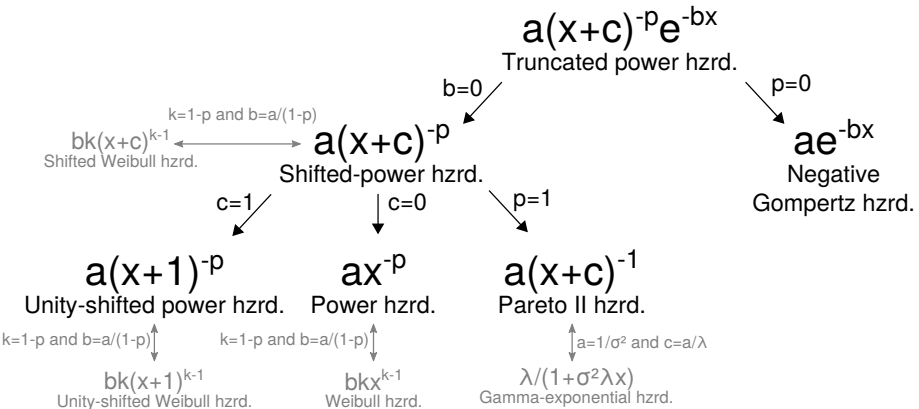 a(x+c)⁻ᵖe⁻ᵇˣ
Truncated power hzrd.
b=0
p=0
k=1-p and b=a/(1-p)
bk(x+c)ᵏ⁻¹
Shifted Weibull hzrd.
a(x+c)⁻ᵖ
Shifted-power hzrd.
ae⁻ᵇˣ
Negative
Gompertz hzrd.
c=1
c=0
p=1
a(x+1)⁻ᵖ
Unity-shifted power hzrd.
ax⁻ᵖ
Power hzrd.
a(x+c)⁻¹
Pareto II hzrd.
k=1-p and b=a/(1-p)
k=1-p and b=a/(1-p)
a=1/σ² and c=a/λ
bk(x+1)ᵏ⁻¹
Unity-shifted Weibull hzrd.
bkxᵏ⁻¹
Weibull hzrd.
λ/(1+σ²λx)
Gamma-exponential hzrd.